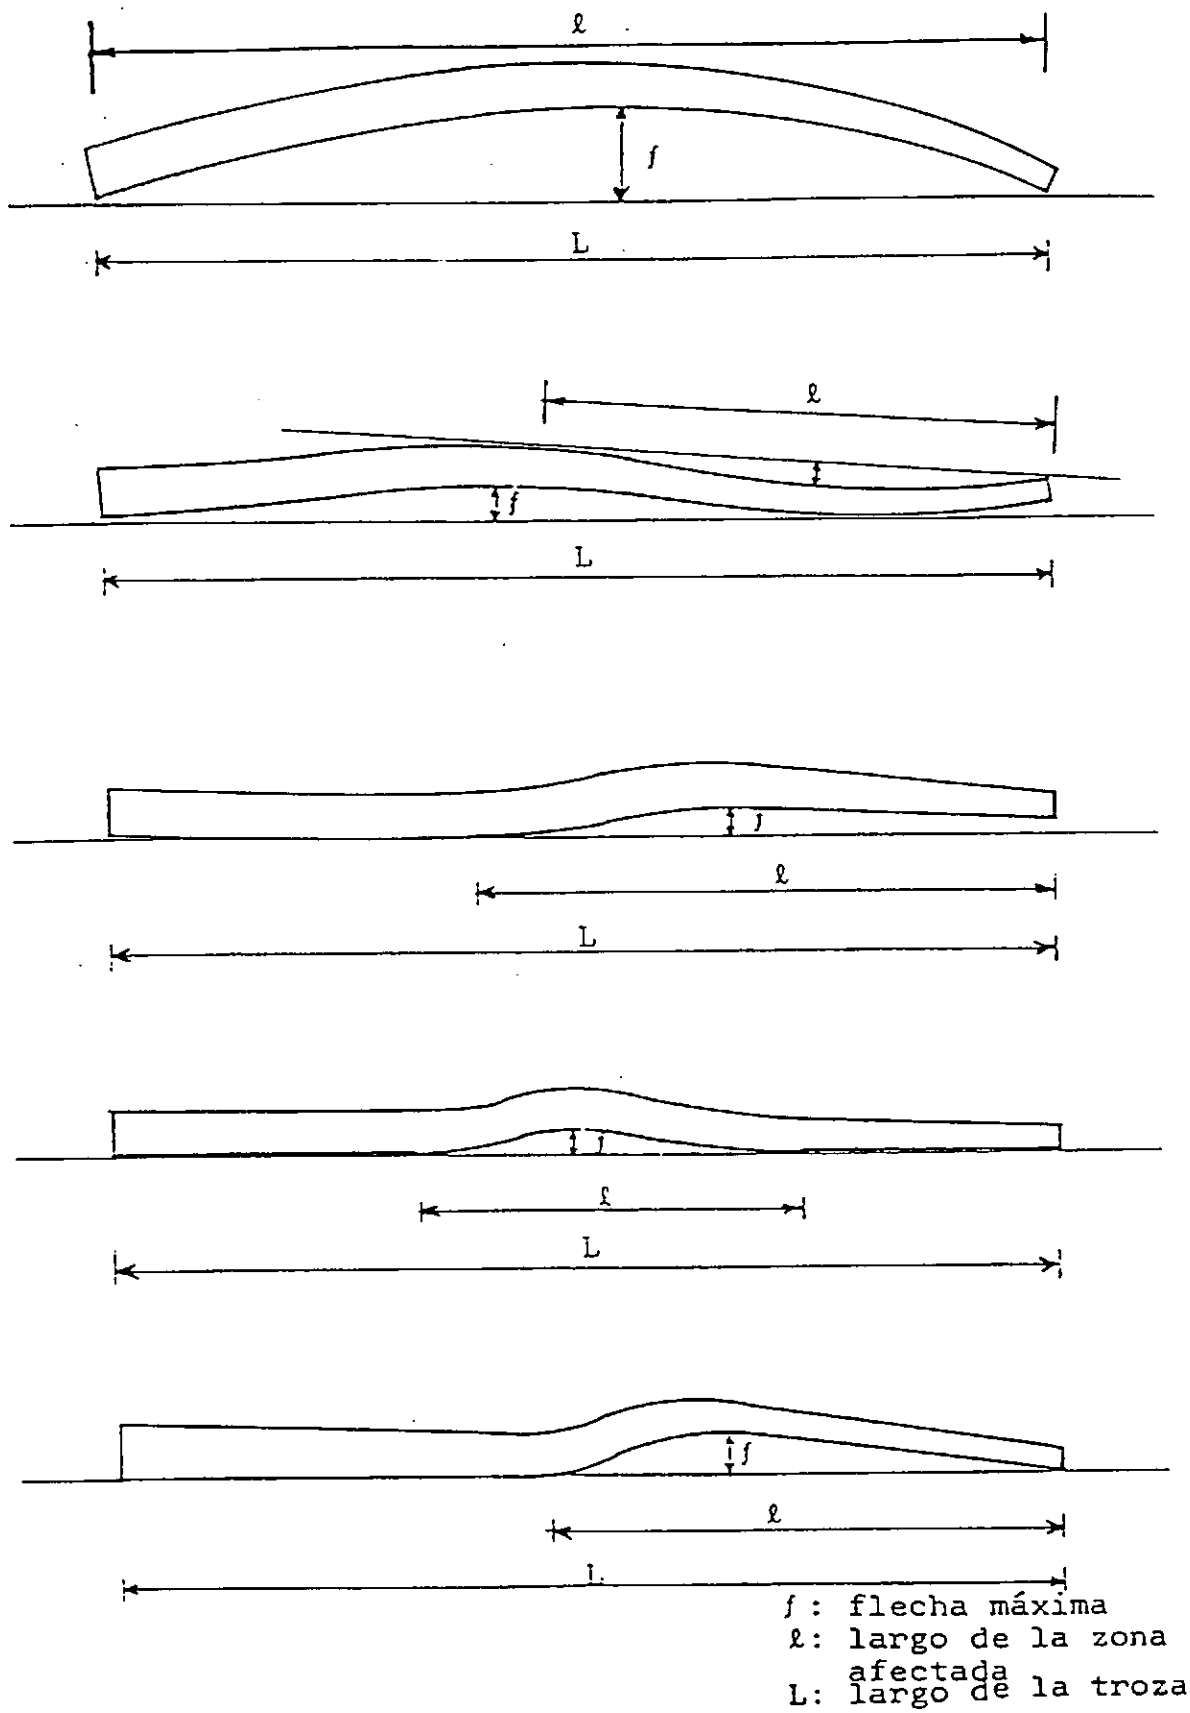 ℓ
f
L
ℓ
f
L
f
ℓ
L
f
ℓ
L
f
ℓ
L
f: flecha máxima
ℓ: largo de la zona
afectada
L: largo de la troza